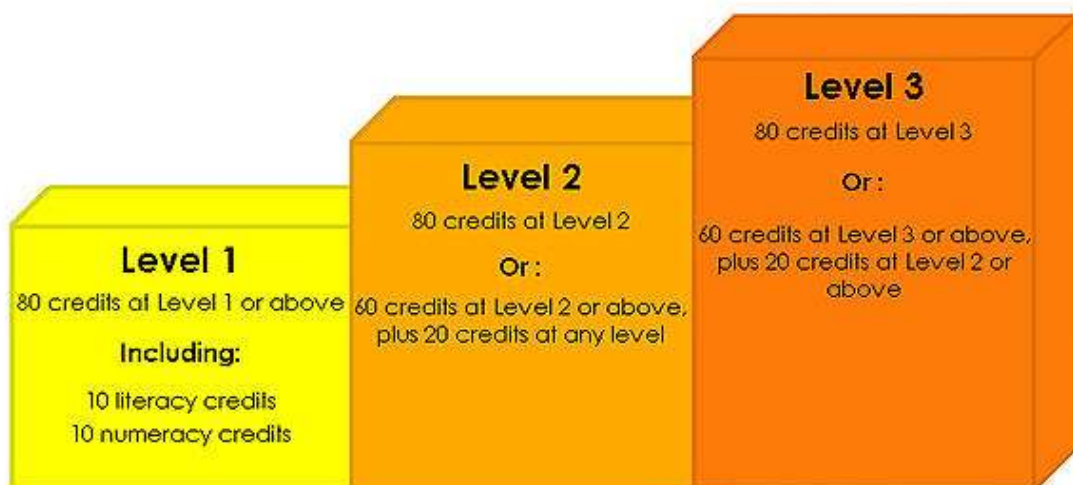 Level 1
80 credits at Level 1 or above
Including:
10 literacy credits
10 numeracy credits
Level 2
80 credits at Level 2
Or :
60 credits at Level 2 or above,
plus 20 credits at any level
Level 3
80 credits at Level 3
Or :
60 credits at Level 3 or above,
plus 20 credits at Level 2 or
above